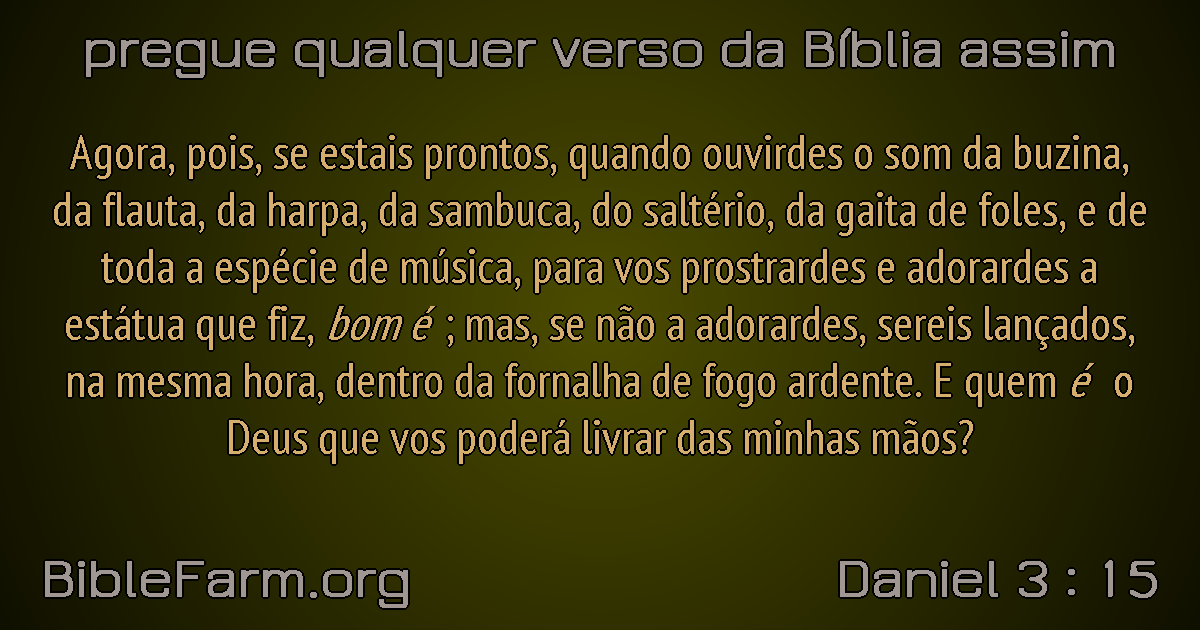 pregue qualquer verso da Bíblia assim
Agora, pois, se estais prontos, quando ouvirdes o som da buzina,
da flauta, da harpa, da sambuca, do saltério, da gaita de foles, e de
toda a espécie de música, para vos prostrardes e adorardes a
estátua que fiz, bom é ; mas, se não a adorardes, sereis lançados,
na mesma hora, dentro da fornalha de fogo ardente. E quem é o
Deus que vos poderá livrar das minhas mãos?
BibleFarm.org
Daniel 3 : 15